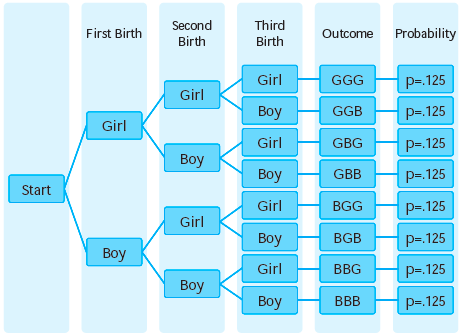 First Birth
Second
Birth
Third
Birth
Outcome
Probability
Start
Girl
Boy
Girl
Boy
Girl
Boy
Girl GGG p=.125
Boy GGB p=.125
Girl GBG p=.125
Boy GBB p=.125
Girl BGG p=.125
Boy BGB p=.125
Girl BBG p=.125
Boy BBB p=.125